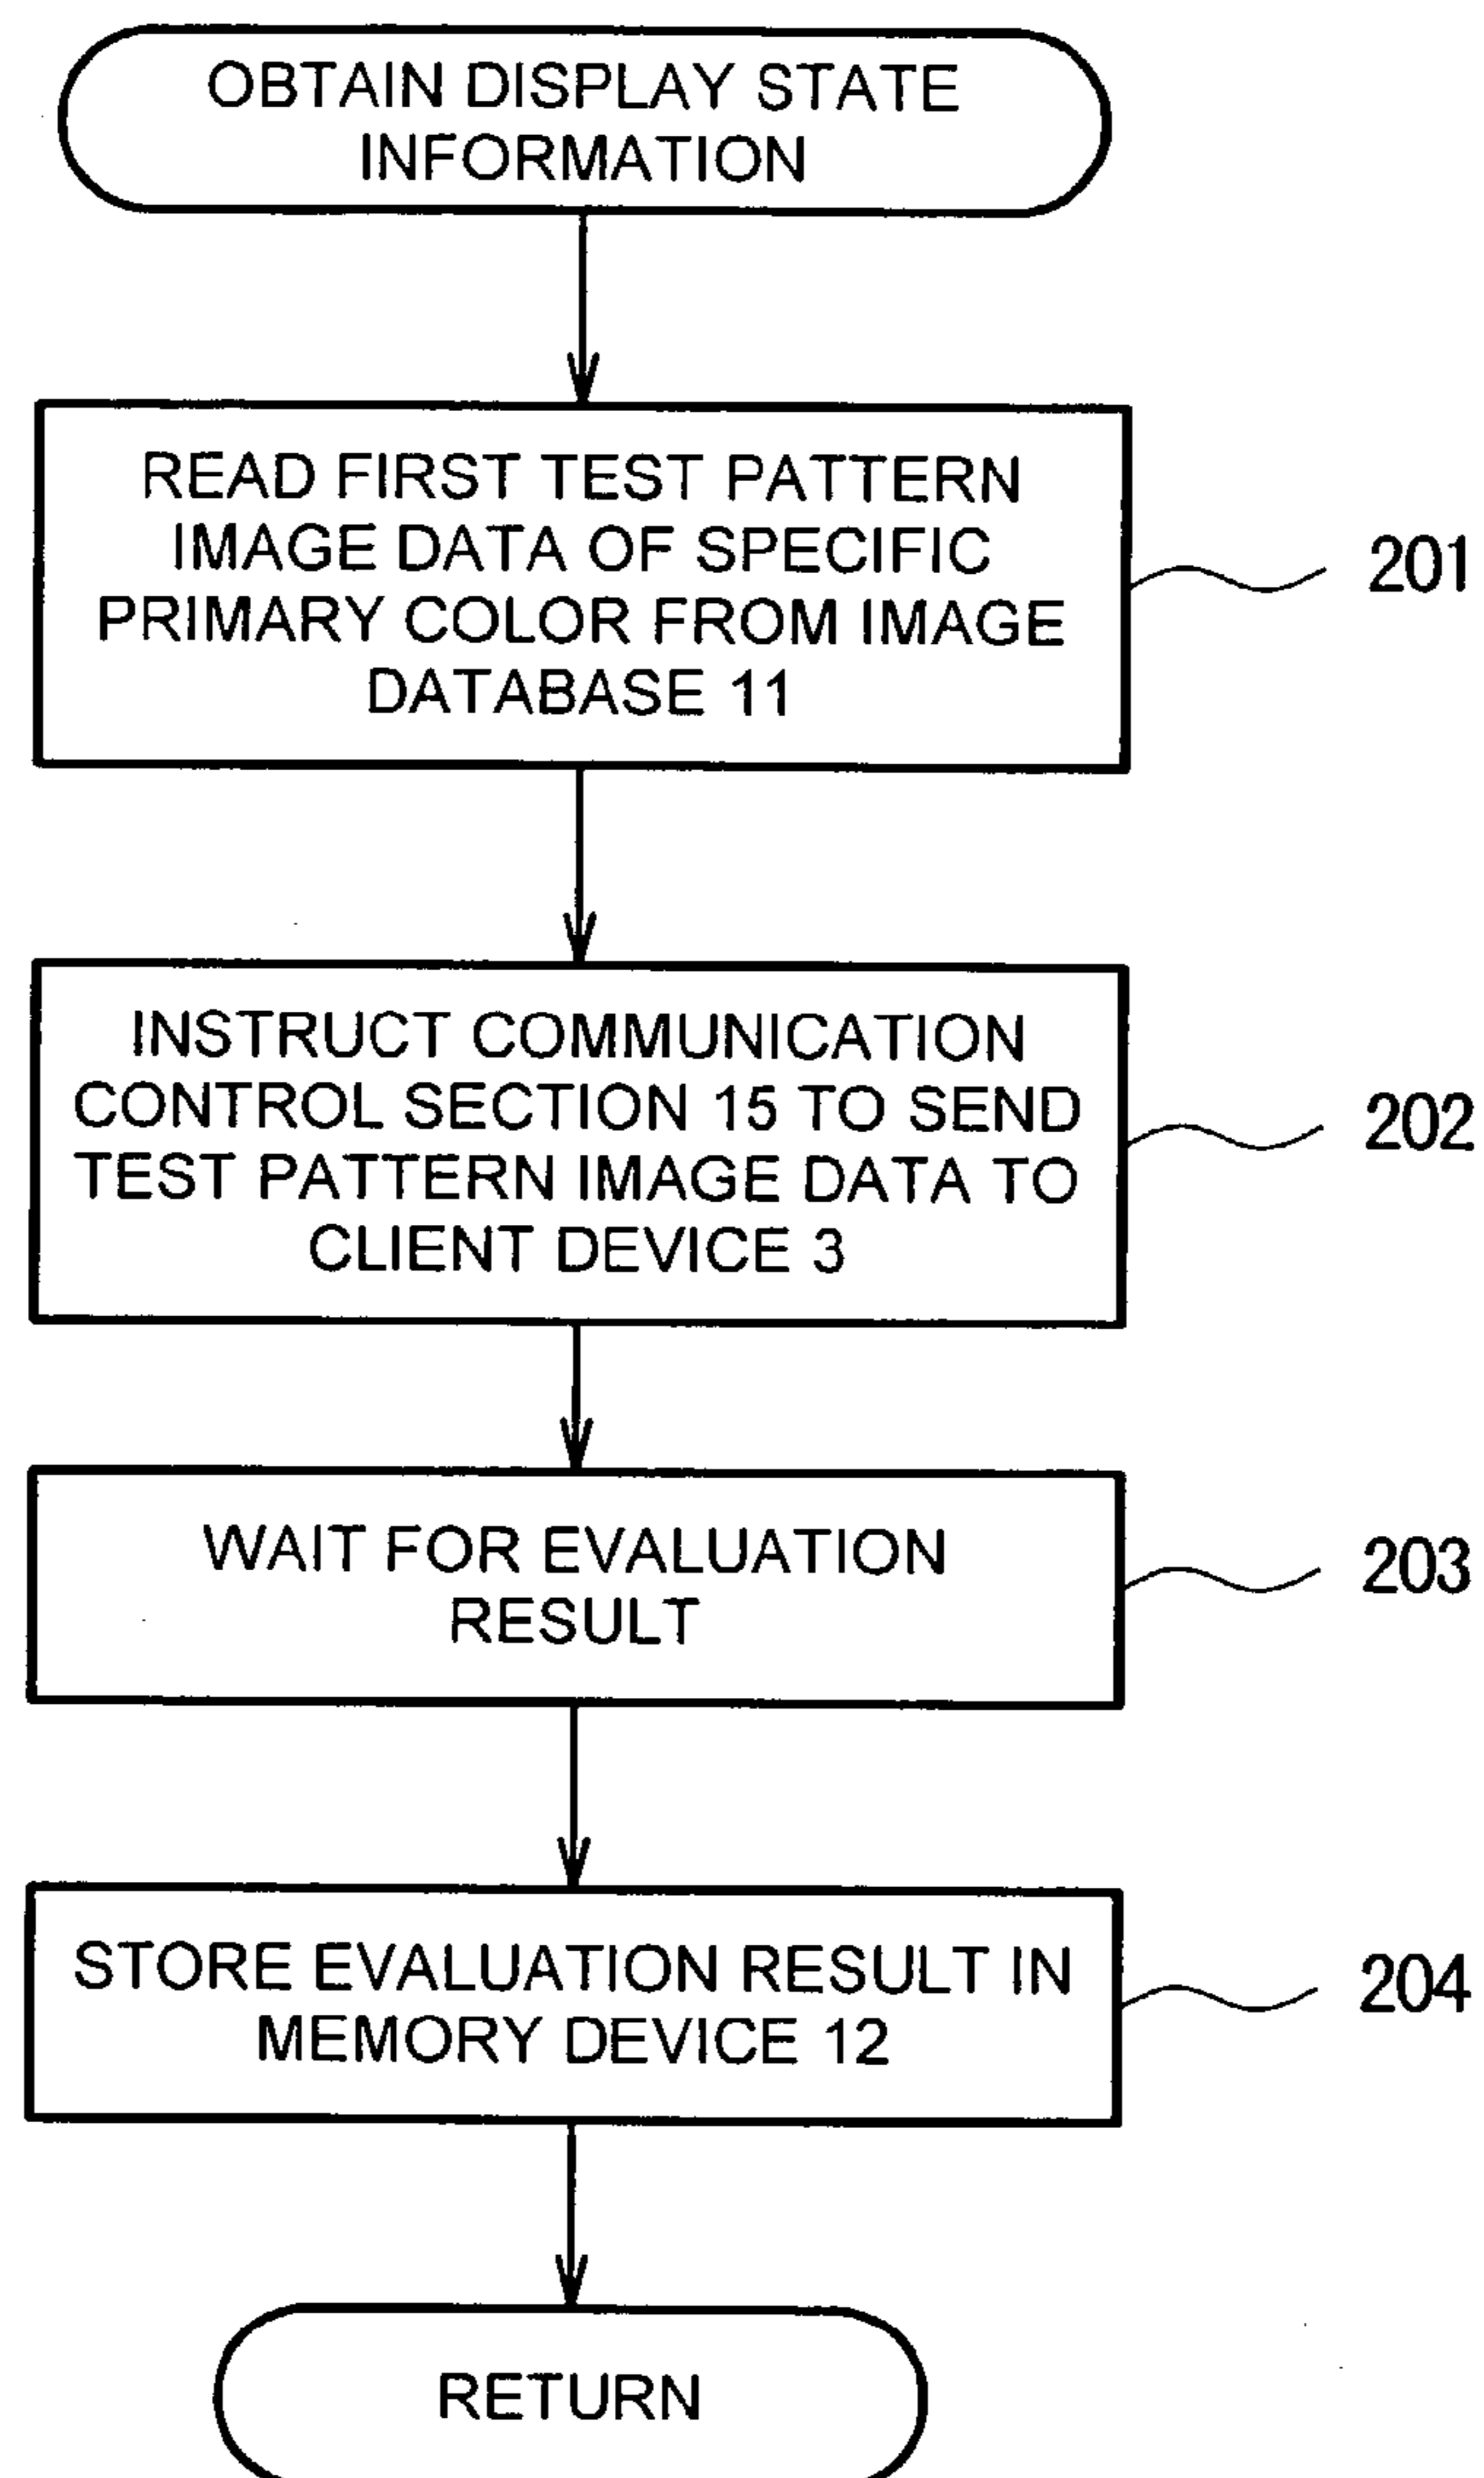 OBTAIN DISPLAY STATE
INFORMATION
READ FIRST TEST PATTERN
IMAGE DATA OF SPECIFIC
PRIMARY COLOR FROM IMAGE
DATABASE 11
201
INSTRUCT COMMUNICATION
CONTROL SECTION 15 TO SEND
TEST PATTERN IMAGE DATA TO
CLIENT DEVICE 3
202
WAIT FOR EVALUATION
RESULT
203
STORE EVALUATION RESULT IN
MEMORY DEVICE 12
204
RETURN